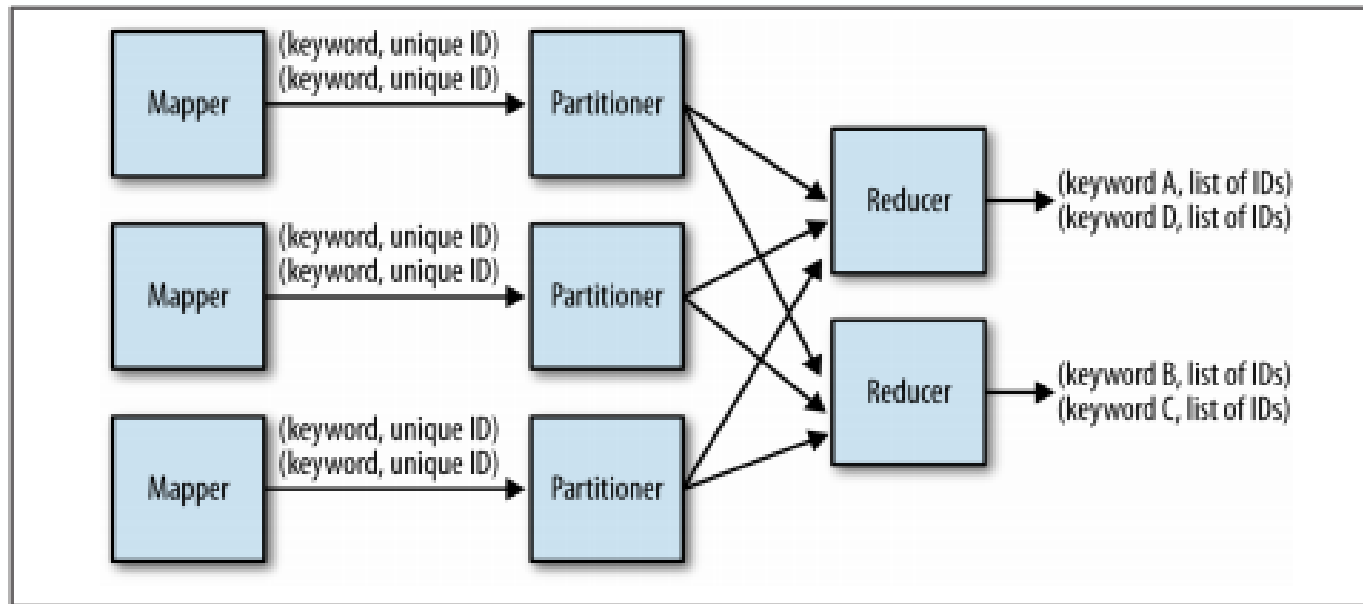 Mapper
(keyword, unique ID)
(keyword, unique ID)
Partitioner
Mapper
(keyword, unique ID)
(keyword, unique ID)
Partitioner
Mapper
(keyword, unique ID)
(keyword, unique ID)
Partitioner
Reducer
(keyword A, list of IDs)
(keyword D, list of IDs)
Reducer
(keyword B, list of IDs)
(keyword C, list of IDs)